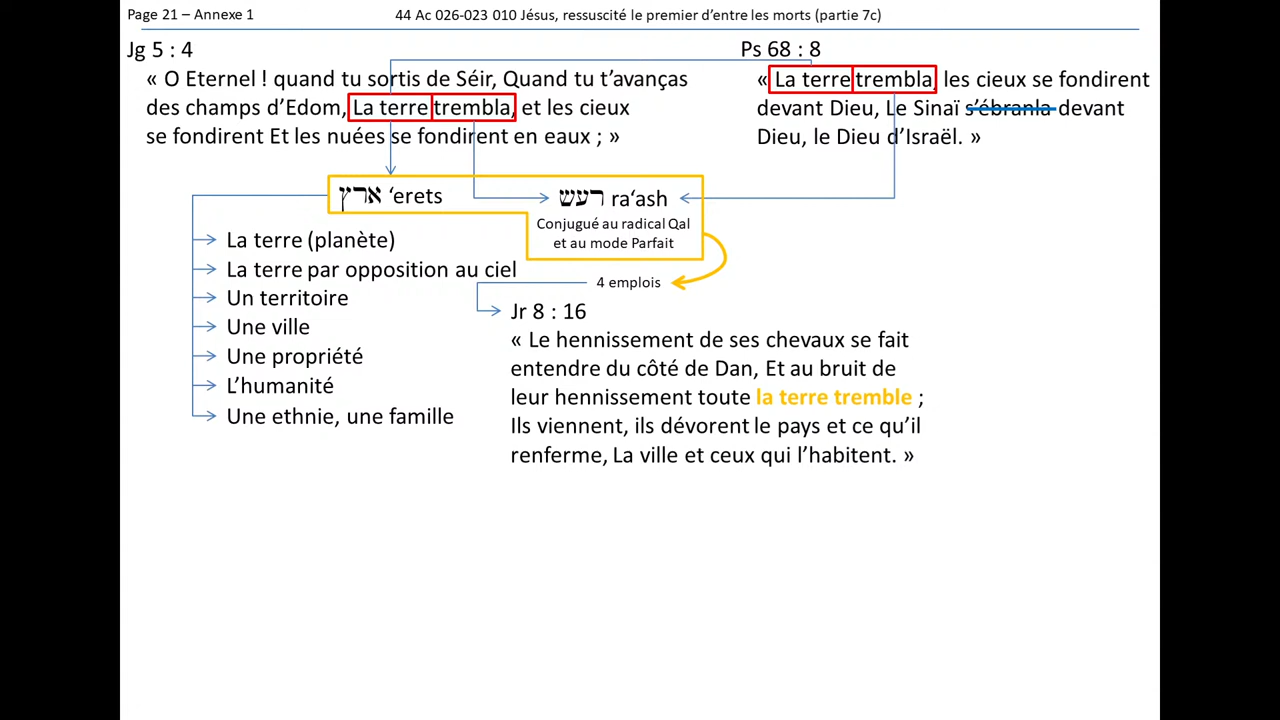 Page 21 – Annexe 1
44 Ac 026-023 010 Jésus, ressuscité le premier d’entre les morts (partie 7c)
Jg 5 : 4
« O Eternel ! quand tu sortis de Séir, Quand tu t’avanças
des champs d’Edom, La terre trembla, et les cieux
se fondirent Et les nuées se fondirent en eaux ; »
Ps 68 : 8
« La terre trembla, les cieux se fondirent
devant Dieu, Le Sinaï s’ébranla devant
Dieu, le Dieu d’Israël. »
ארץ ‘erets
רעש ra‘ash
Conjugué au radical Qal
et au mode Parfait
La terre (planète)
La terre par opposition au ciel
Un territoire
Une ville
Une propriété
L’humanité
Une ethnie, une famille
4 emplois
Jr 8 : 16
« Le hennissement de ses chevaux se fait
entendre du côté de Dan, Et au bruit de
leur hennissement toute la terre tremble ;
Ils viennent, ils dévorent le pays et ce qu’il
renferme, La ville et ceux qui l’habitent. »